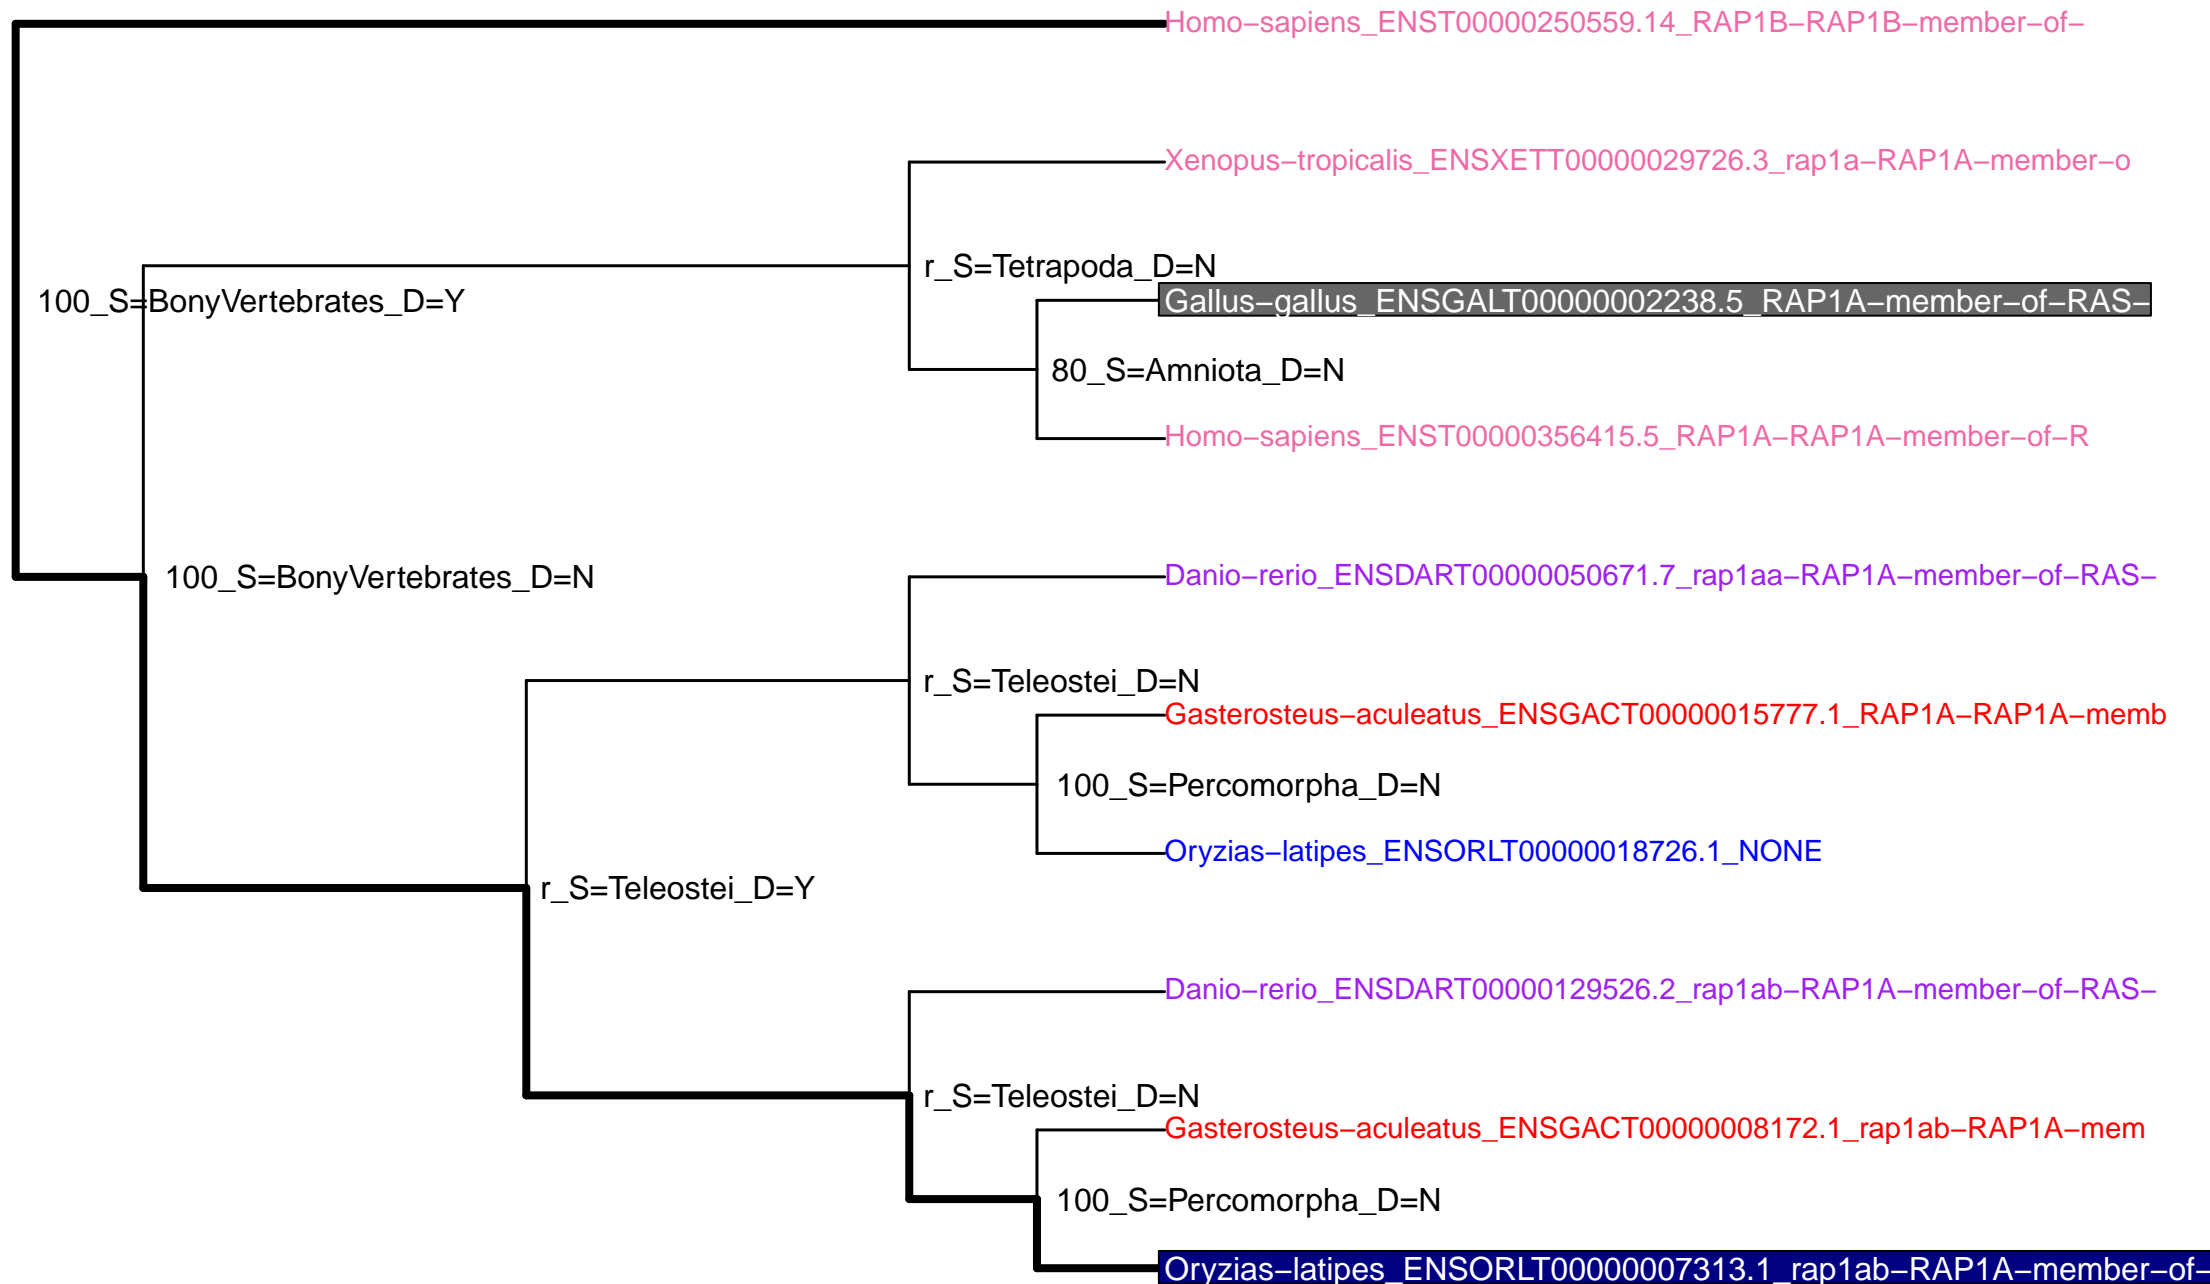 Homo−sapiens_ENST00000250559.14_RAP1B−RAP1B−member−of−
Xenopus−tropicalis_ENSXETT00000029726.3_rap1a−RAP1A−member−o
r_S=Tetrapoda_D=N
100_S=BonyVertebrates_D=Y
Gallus−gallus_ENSGALT00000002238.5_RAP1A−member−of−RAS−
80_S=Amniota_D=N
Homo−sapiens_ENST00000356415.5_RAP1A−RAP1A−member−of−R
100_S=BonyVertebrates_D=N
Danio−rerio_ENSDART00000050671.7_rap1aa−RAP1A−member−of−RAS−
r_S=Teleostei_D=N
Gasterosteus−aculeatus_ENSGACT00000015777.1_RAP1A−RAP1A−memb
100_S=Percomorpha_D=N
Oryzias−latipes_ENSORLT00000018726.1_NONE
r_S=Teleostei_D=Y
Danio−rerio_ENSDART00000129526.2_rap1ab−RAP1A−member−of−RAS−
r_S=Teleostei_D=N
Gasterosteus−aculeatus_ENSGACT00000008172.1_rap1ab−RAP1A−mem
100_S=Percomorpha_D=N
Oryzias−latipes_ENSORLT00000007313.1_rap1ab−RAP1A−member−of−